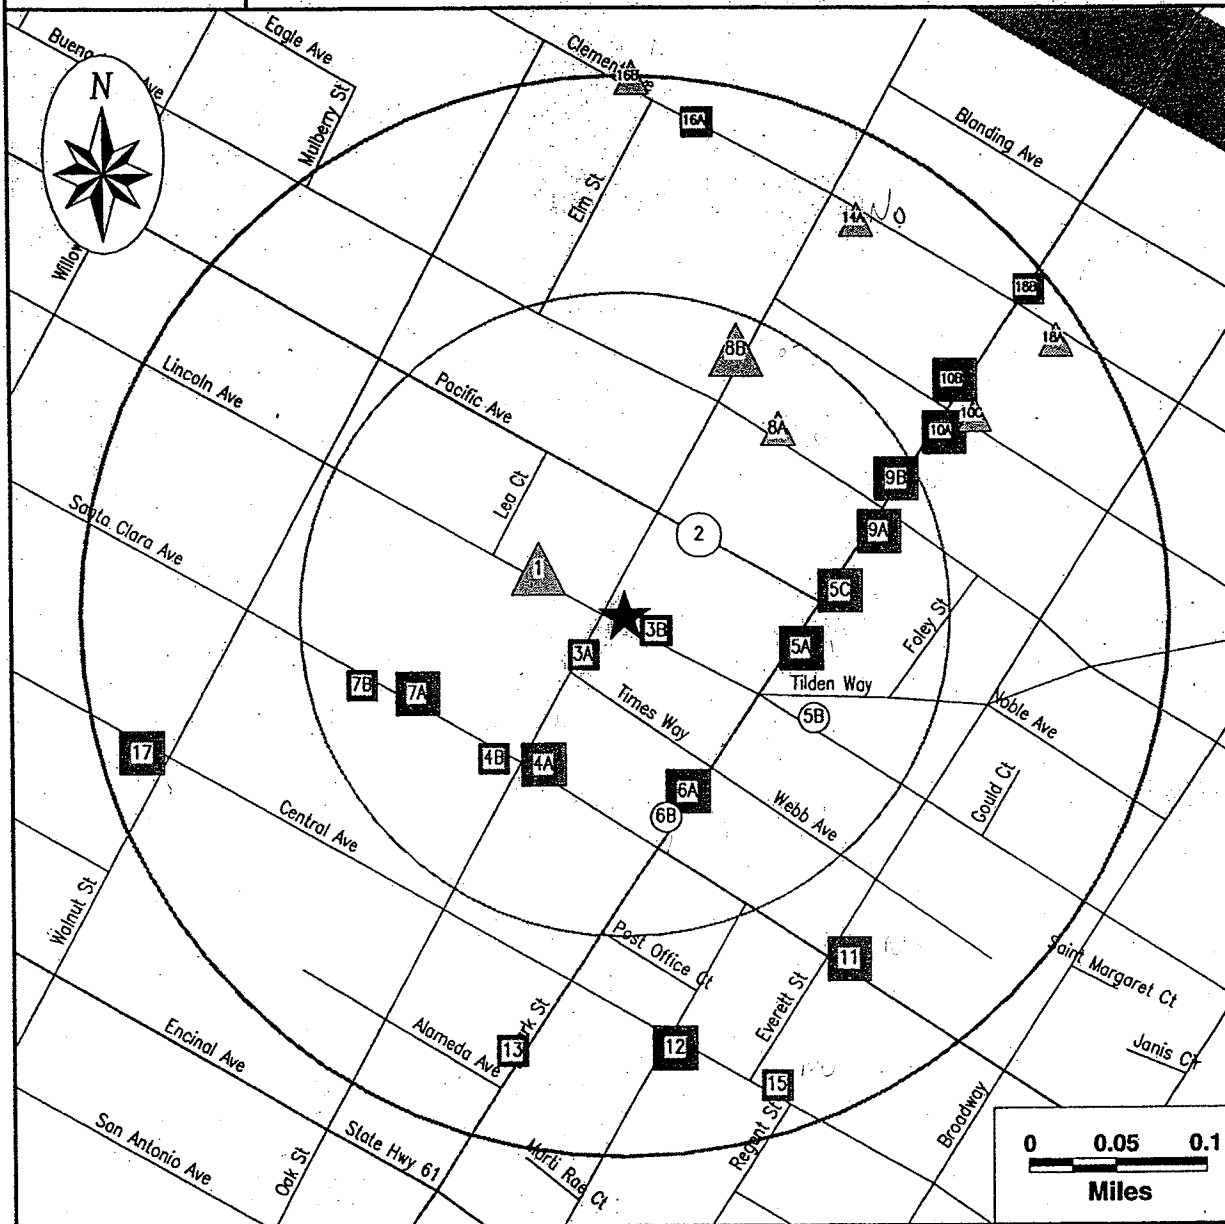 Eagle Ave
Buena
Ave
N
Mulberry St
Clement
16B
16A
Blanding Ave
Elm St
14A
No
Willow
18B
18A
8B
Lincoln Ave
Pacific Ave
10B
10C
10A
8A
9B
Lea Ct
9A
Santa Clara Ave
2
1
5C
Foley St
3B
5A
3A
7B
7A
Tilden Way
Times Way
5B
Noble Ave
17
4B
4A
6A
6B
Gould Ct
Central Ave
Webb Ave
Walnut St
Post Office Ct
11
Saint Margaret Ct
Everett St
Encinal Ave
Alameda Ave
13
12
15
Janis Ct
San Antonio Ave
State Hwy 61
Oak St
Marti Rae Ct
Regent St
Broadway
0 0.05 0.1
Miles